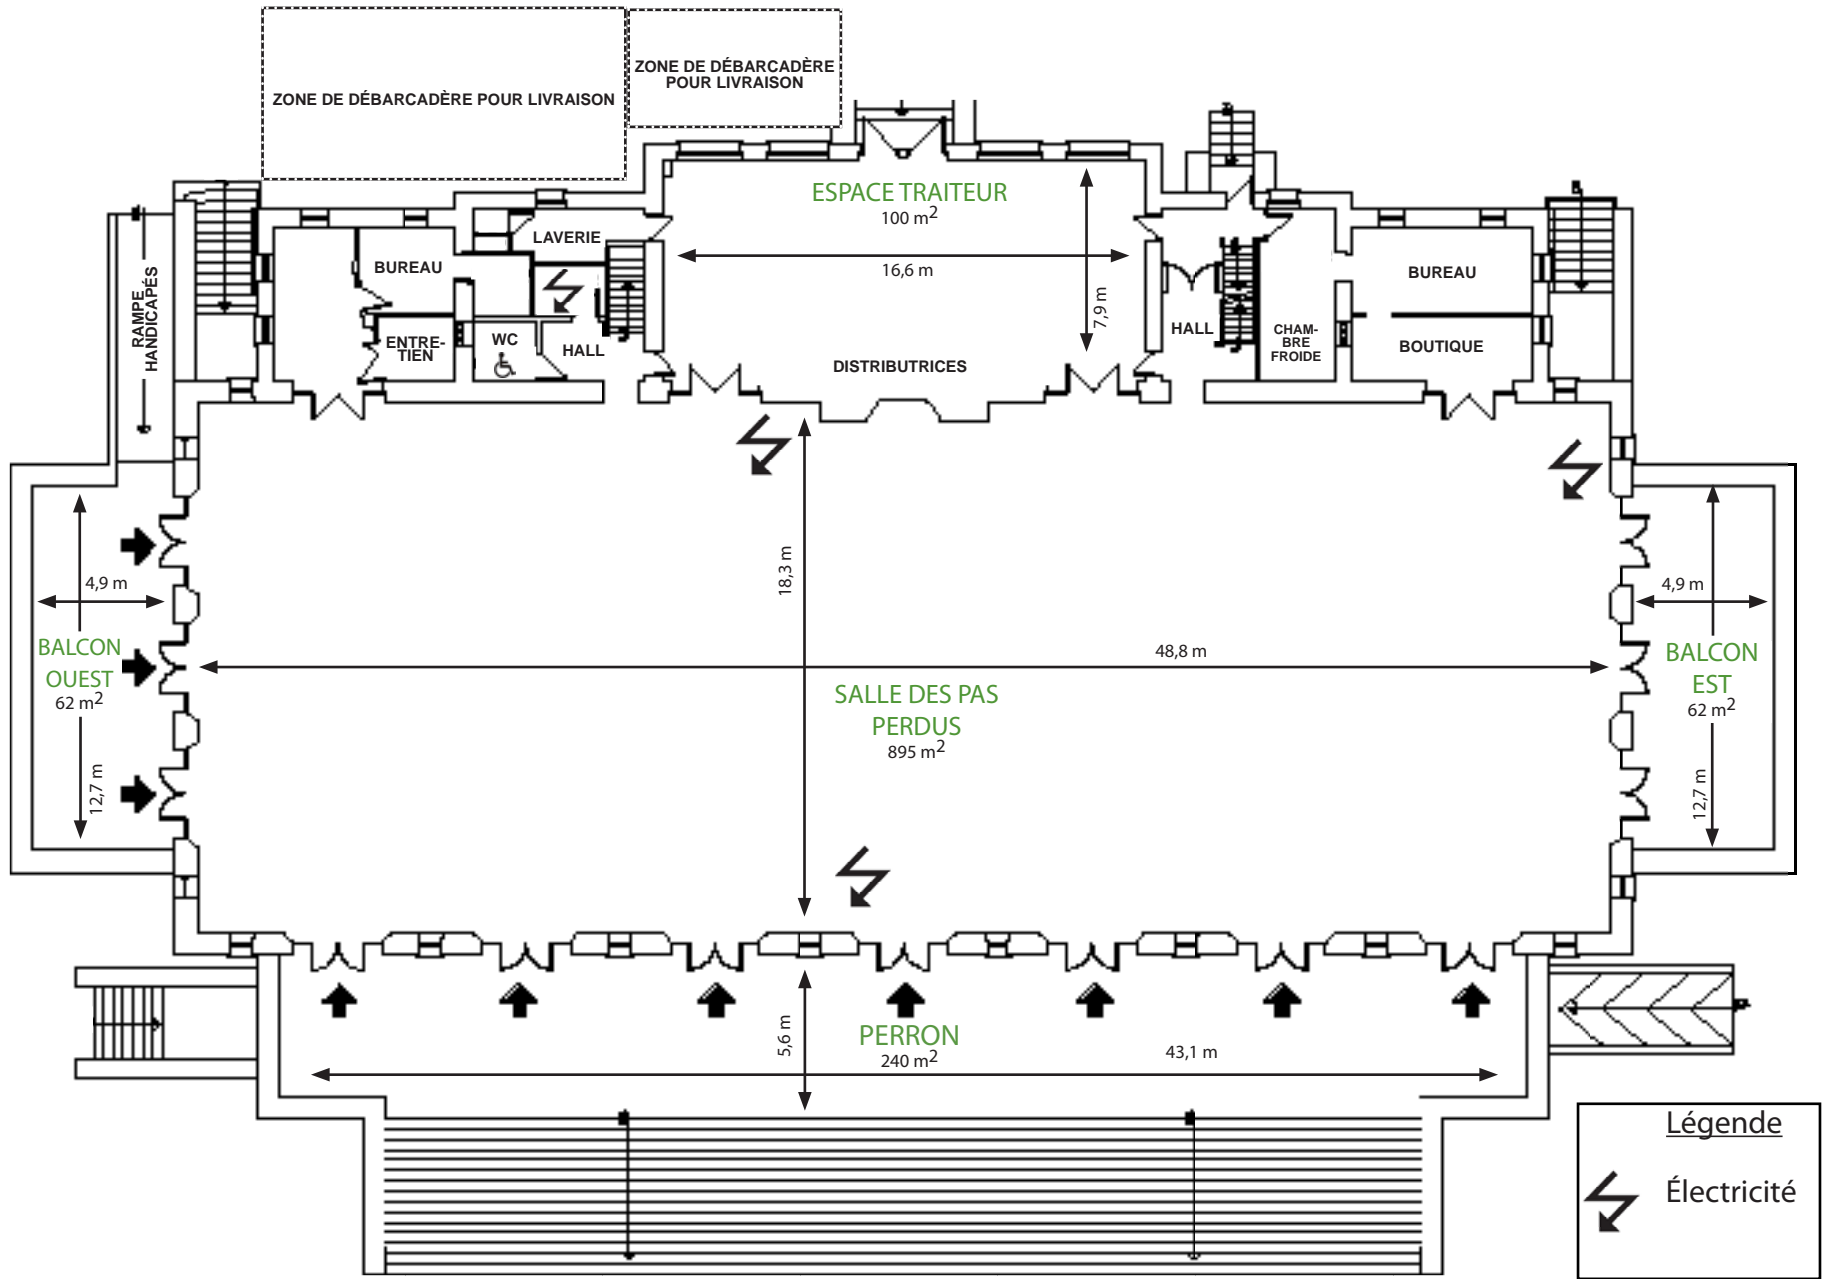 ZONE DE DÉBARCADÈRE POUR LIVRAISON
ZONE DE DÉBARCADÈRE
POUR LIVRAISON
ESPACE TRAITEUR
100 m²
16,6 m
7,9 m
DISTRIBUTRICES
RAMPE
HANDICAPÉS
BUREAU
ENTRE-
TIEN
LAVERIE
WC
HALL
HALL
CHAM-
BRE
FROIDE
BUREAU
BOUTIQUE
4,9 m
BALCON
OUEST
62 m²
12,7 m
18,3 m
48,8 m
SALLE DES PAS
PERDUS
895 m²
4,9 m
BALCON
EST
62 m²
12,7 m
5,6 m
PERRON
240 m²
43,1 m
Légende
Électricité